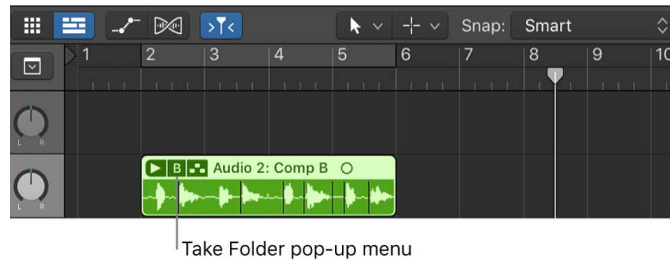 Snap: Smart
1 2 3 4 5 6 7 8 9 10
L R
B Audio 2: Comp B
L R
Take Folder pop-up menu